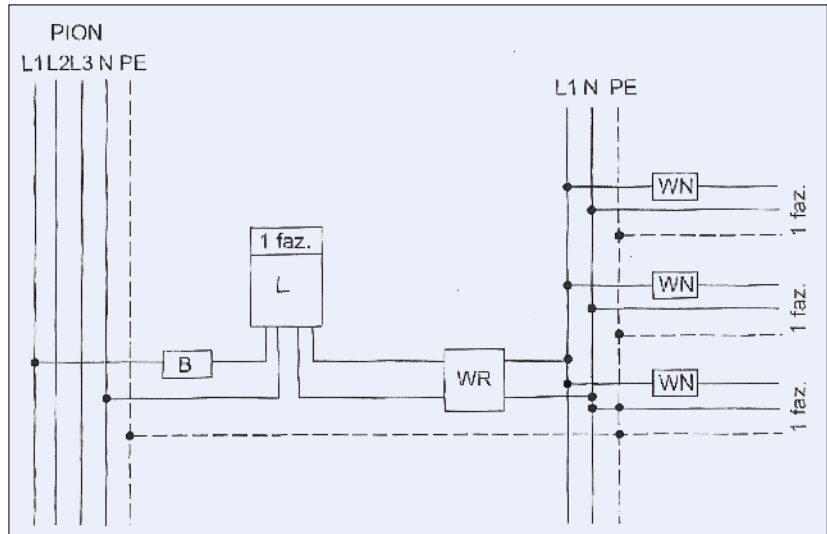 PION
L1 L2 L3 N PE
L1 N PE
WN
1 faz.
WN
1 faz.
1 faz.
L
B
WR
WN
1 faz.